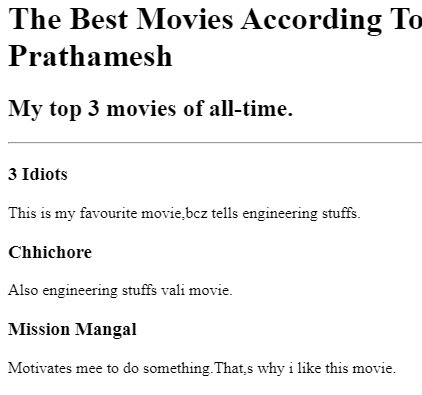 The Best Movies According To
Prathamesh
My top 3 movies of all-time.
3 Idiots
This is my favourite movie,bcz tells engineering stuffs.
Chhichore
Also engineering stuffs vali movie.
Mission Mangal
Motivates mee to do something.That,s why i like this movie.